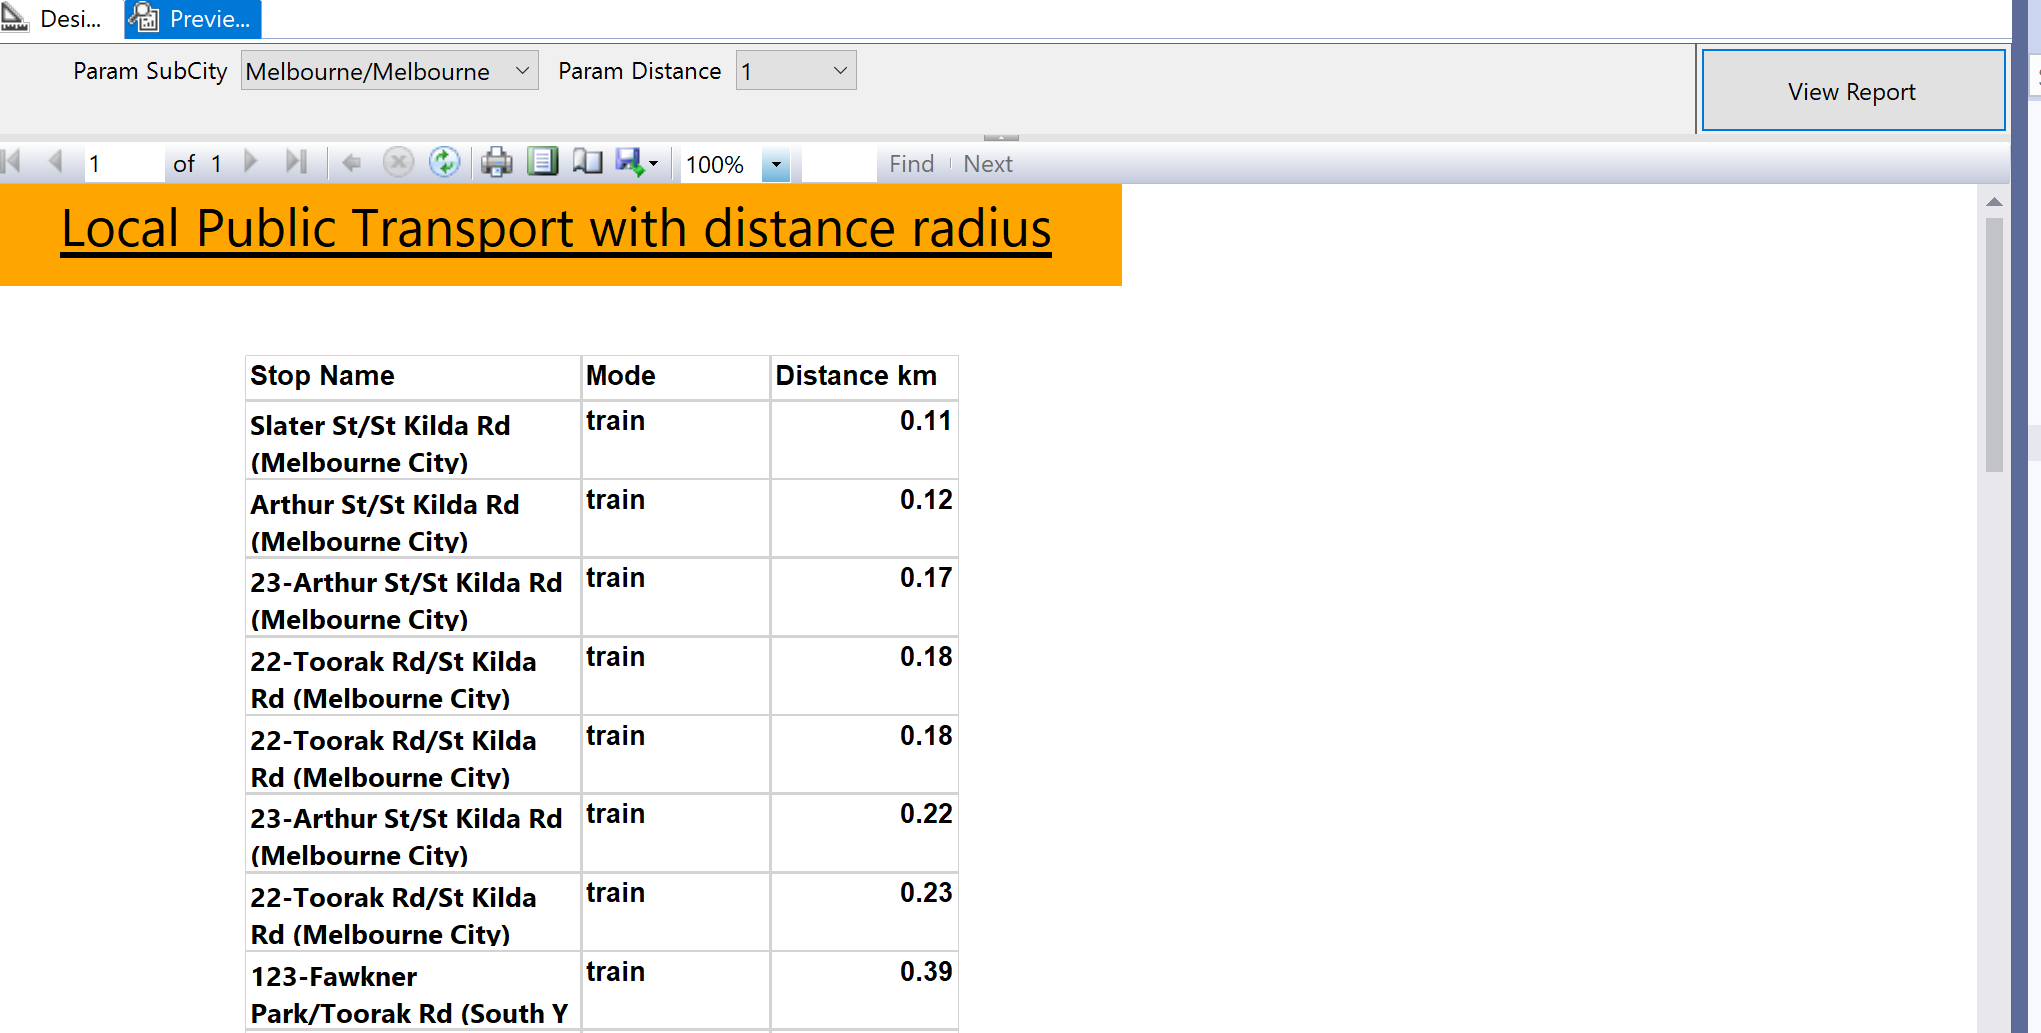 Desi... Previe...
Param SubCity Melbourne/Melbourne Param Distance 1 View Report
1 of 1 100% Find Next
Local Public Transport with distance radius
Stop Name Mode Distance km
Slater St/St Kilda Rd train 0.11
(Melbourne City)
Arthur St/St Kilda Rd train 0.12
(Melbourne City)
23-Arthur St/St Kilda Rd train 0.17
(Melbourne City)
22-Toorak Rd/St Kilda train 0.18
Rd (Melbourne City)
22-Toorak Rd/St Kilda train 0.18
Rd (Melbourne City)
23-Arthur St/St Kilda Rd train 0.22
(Melbourne City)
22-Toorak Rd/St Kilda train 0.23
Rd (Melbourne City)
123-Fawkner train 0.39
Park/Toorak Rd (South Y